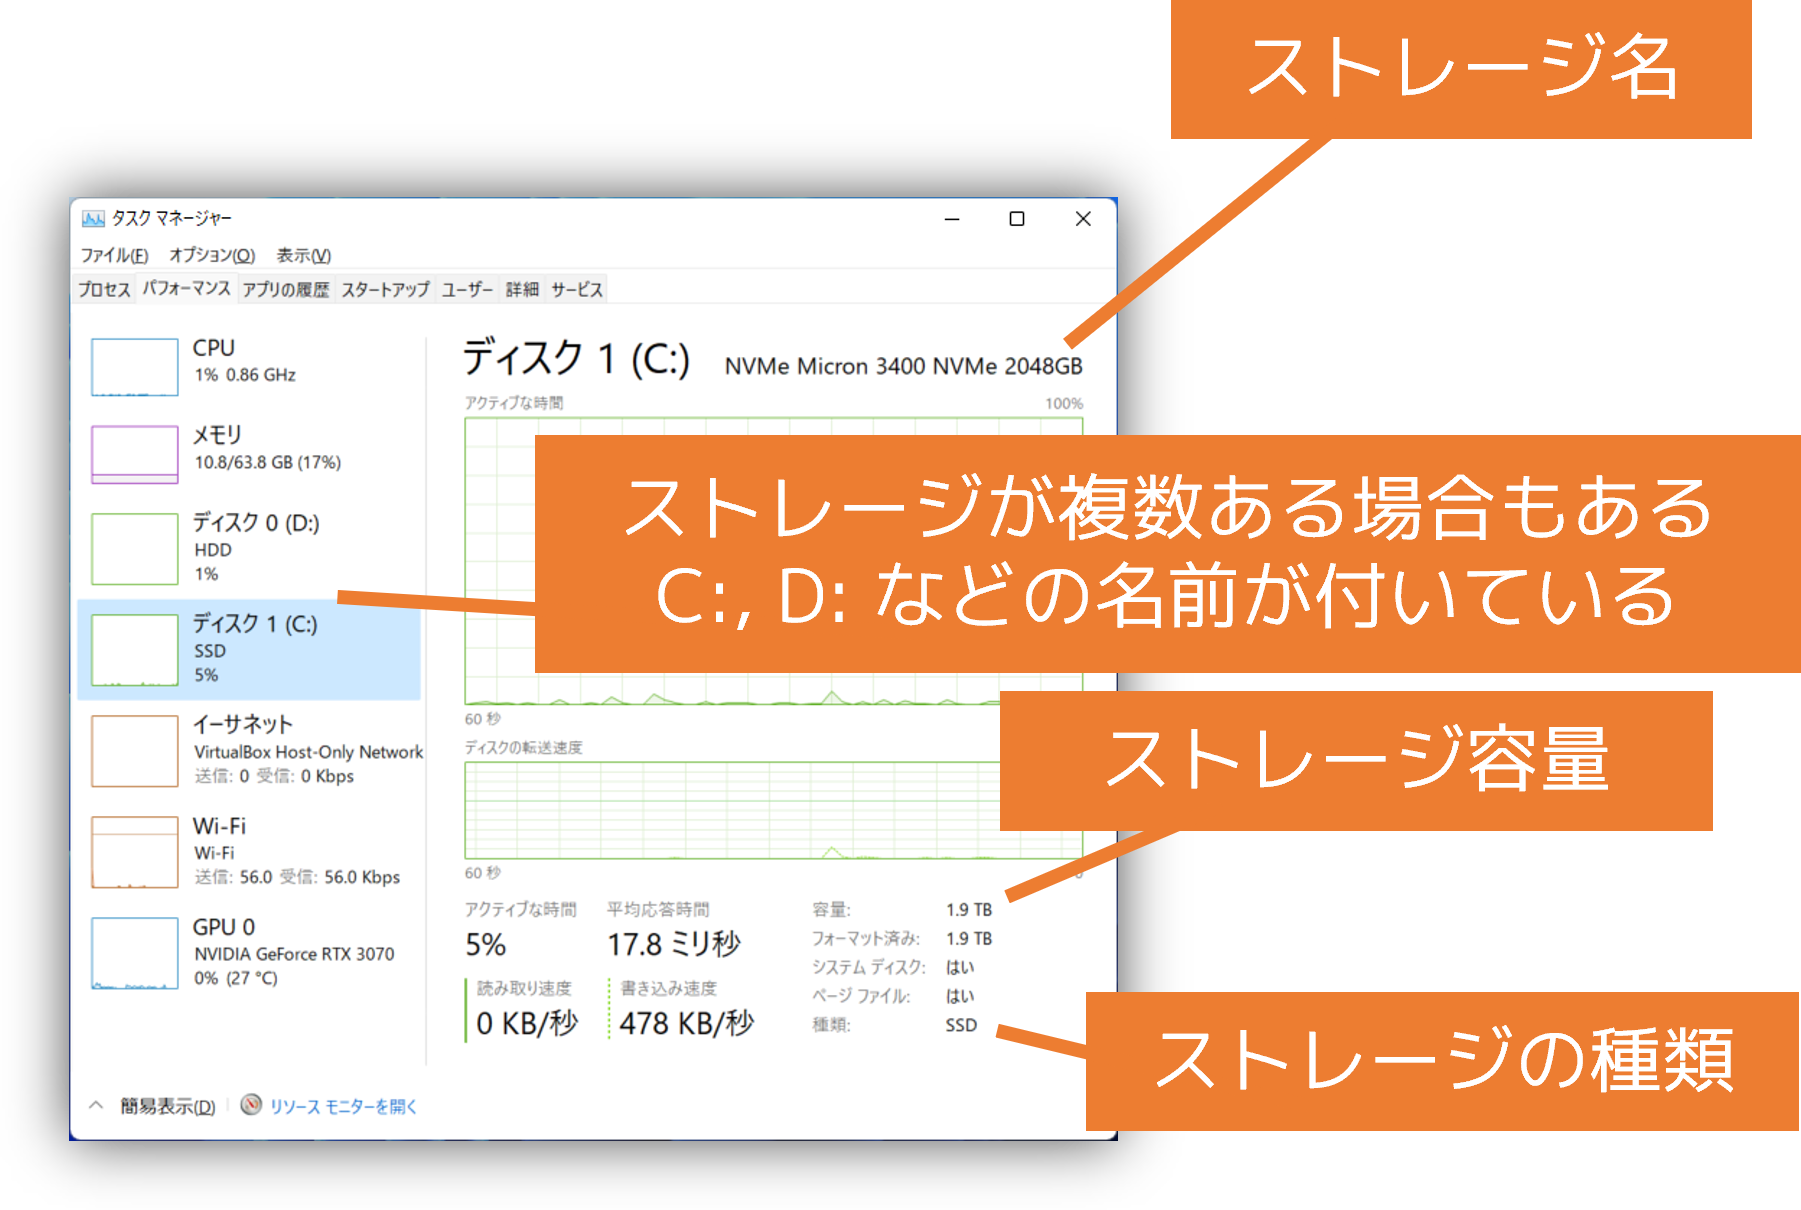 ストレージ名
タスク マネージャー
ファイル(F) オプション(O) 表示(V)
プロセス パフォーマンス アプリの履歴 スタートアップ ユーザー 詳細 サービス
CPU
1% 0.86 GHz
メモリ
10.8/63.8 GB (17%)
ディスク 0 (D:)
HDD
1%
ディスク 1 (C:)
SSD
5%
イーサネット
VirtualBox Host-Only Network
送信: 0 受信: 0 Kbps
Wi-Fi
Wi-Fi
送信: 56.0 受信: 56.0 Kbps
GPU 0
NVIDIA GeForce RTX 3070
0% (27 °C)
ディスク 1 (C:) NVMe Micron 3400 NVMe 2048GB
アクティブな時間 100%
ストレージが複数ある場合もある
C:, D: などの名前が付いている
60 秒
ディスクの転送速度
ストレージ容量
60 秒 0
アクティブな時間 平均応答時間
5% 17.8 ミリ秒
読み取り速度 書き込み速度
0 KB/秒 478 KB/秒
容量: 1.9 TB
フォーマット済み: 1.9 TB
システム ディスク: はい
ページ ファイル: はい
種類: SSD
ストレージの種類
簡易表示(D) リソース モニターを開く